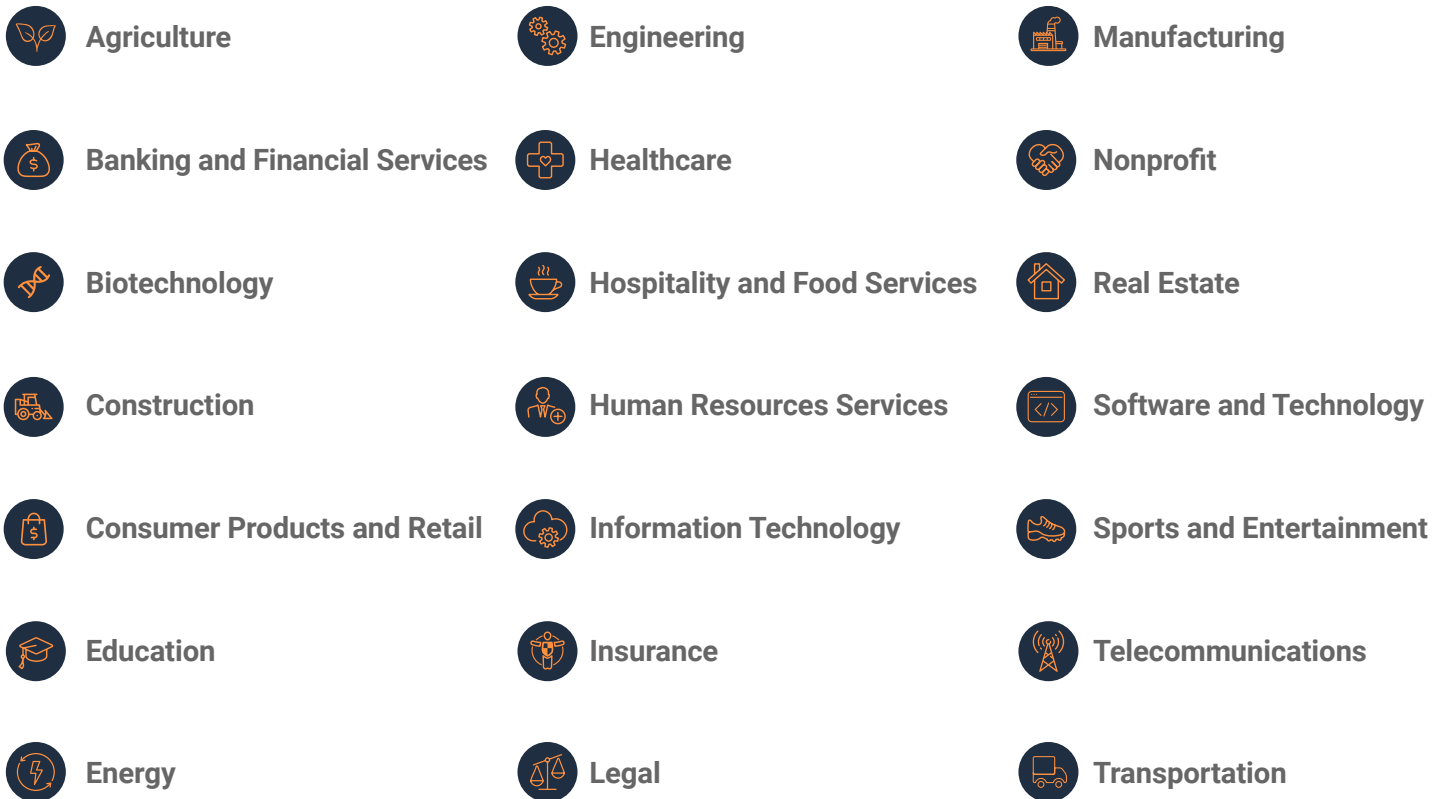 Agriculture
Banking and Financial Services
Biotechnology
Construction
Consumer Products and Retail
Education
Energy
Engineering
Healthcare
Hospitality and Food Services
Human Resources Services
Information Technology
Insurance
Legal
Manufacturing
Nonprofit
Real Estate
Software and Technology
Sports and Entertainment
Telecommunications
Transportation